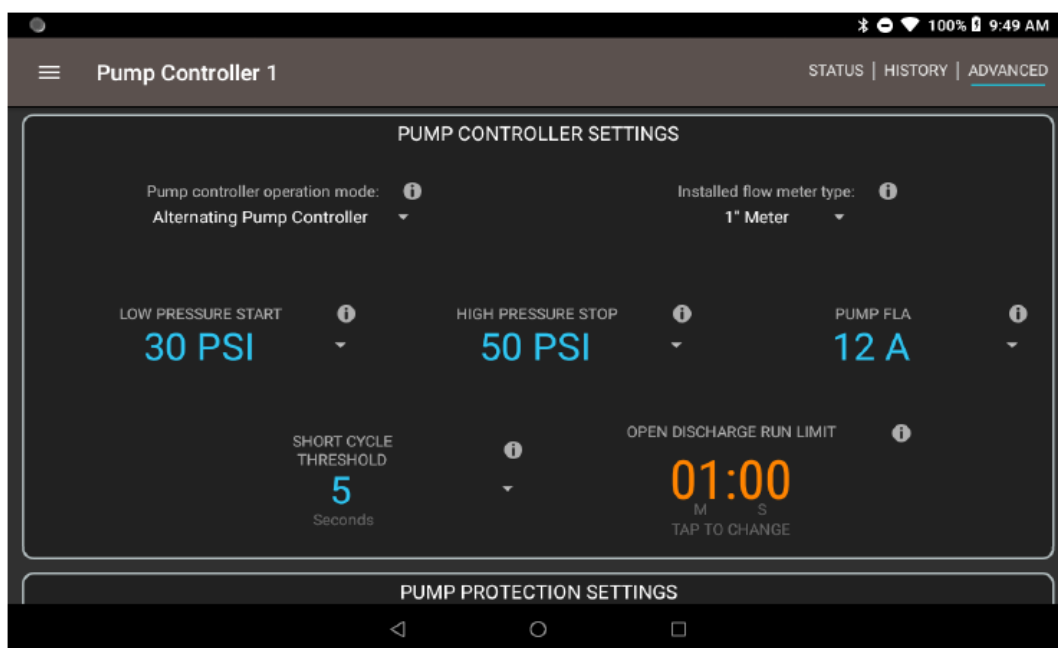 100% 9:49 AM
Pump Controller 1
STATUS | HISTORY | ADVANCED
PUMP CONTROLLER SETTINGS
Pump controller operation mode:
Alternating Pump Controller
Installed flow meter type:
1" Meter
LOW PRESSURE START
30 PSI
HIGH PRESSURE STOP
50 PSI
PUMP FLA
12 A
SHORT CYCLE
THRESHOLD
5
Seconds
OPEN DISCHARGE RUN LIMIT
01:00
M S
TAP TO CHANGE
PUMP PROTECTION SETTINGS